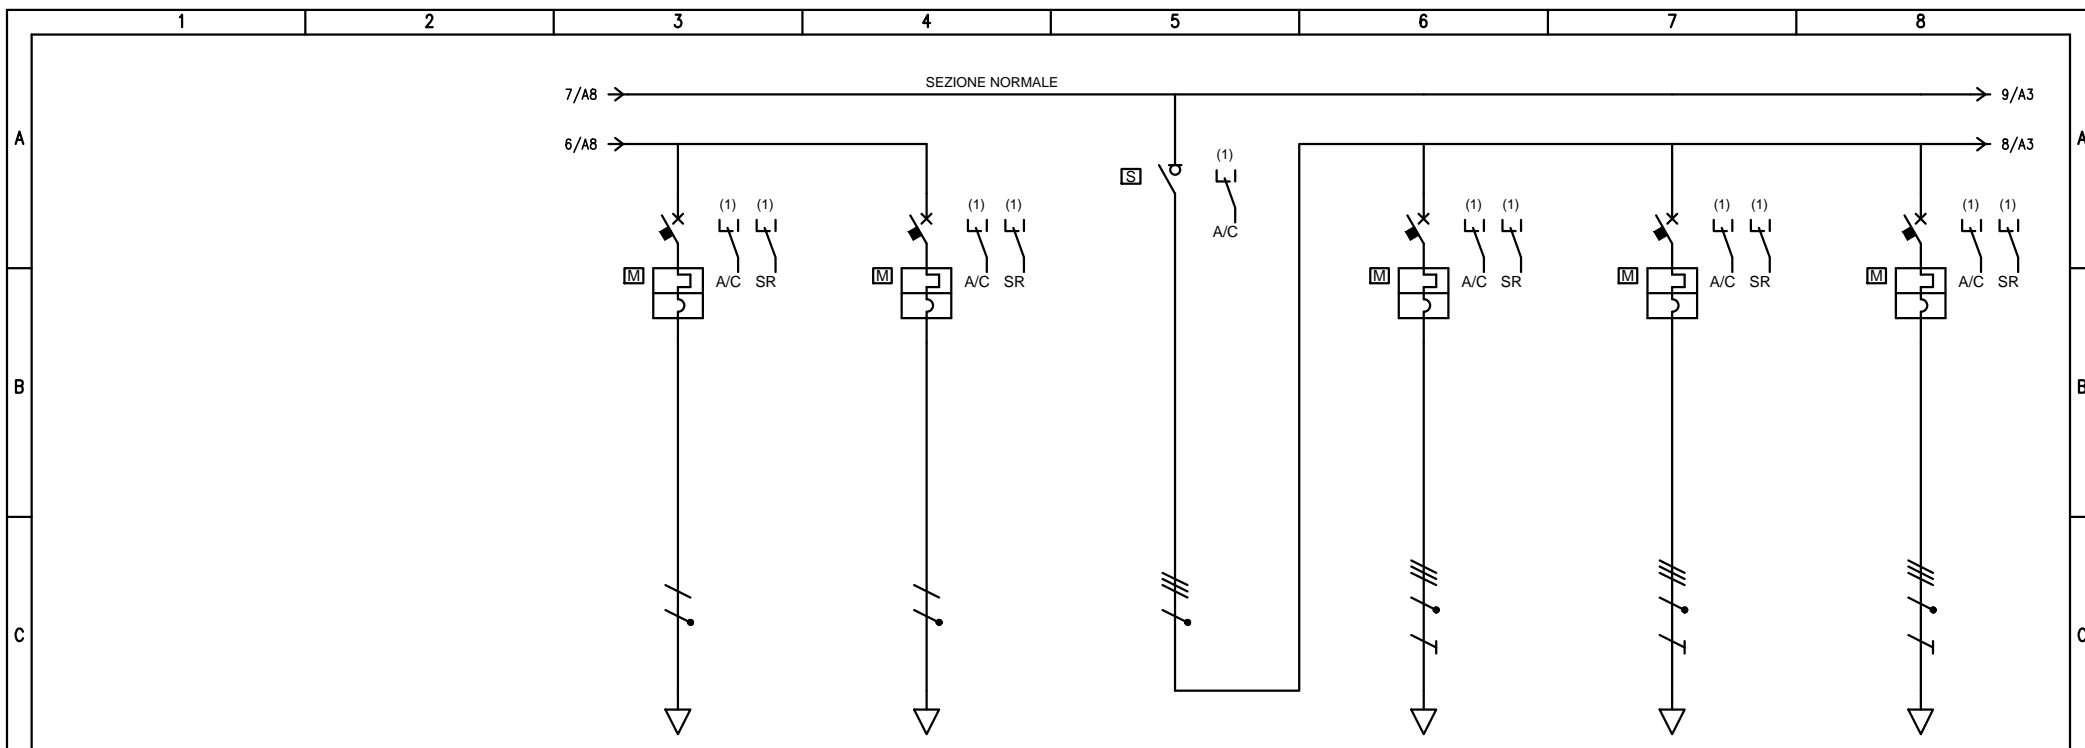 1 2 3 4 5 6 7 8
SEZIONE NORMALE
7/A8 9/A3
A 6/A8 8/A3 A
S (1)
A/C
(1) (1) (1) (1) (1) (1) (1) (1) (1) (1)
M A/C SR M A/C SR M A/C SR M A/C SR M A/C SR
B B
C C